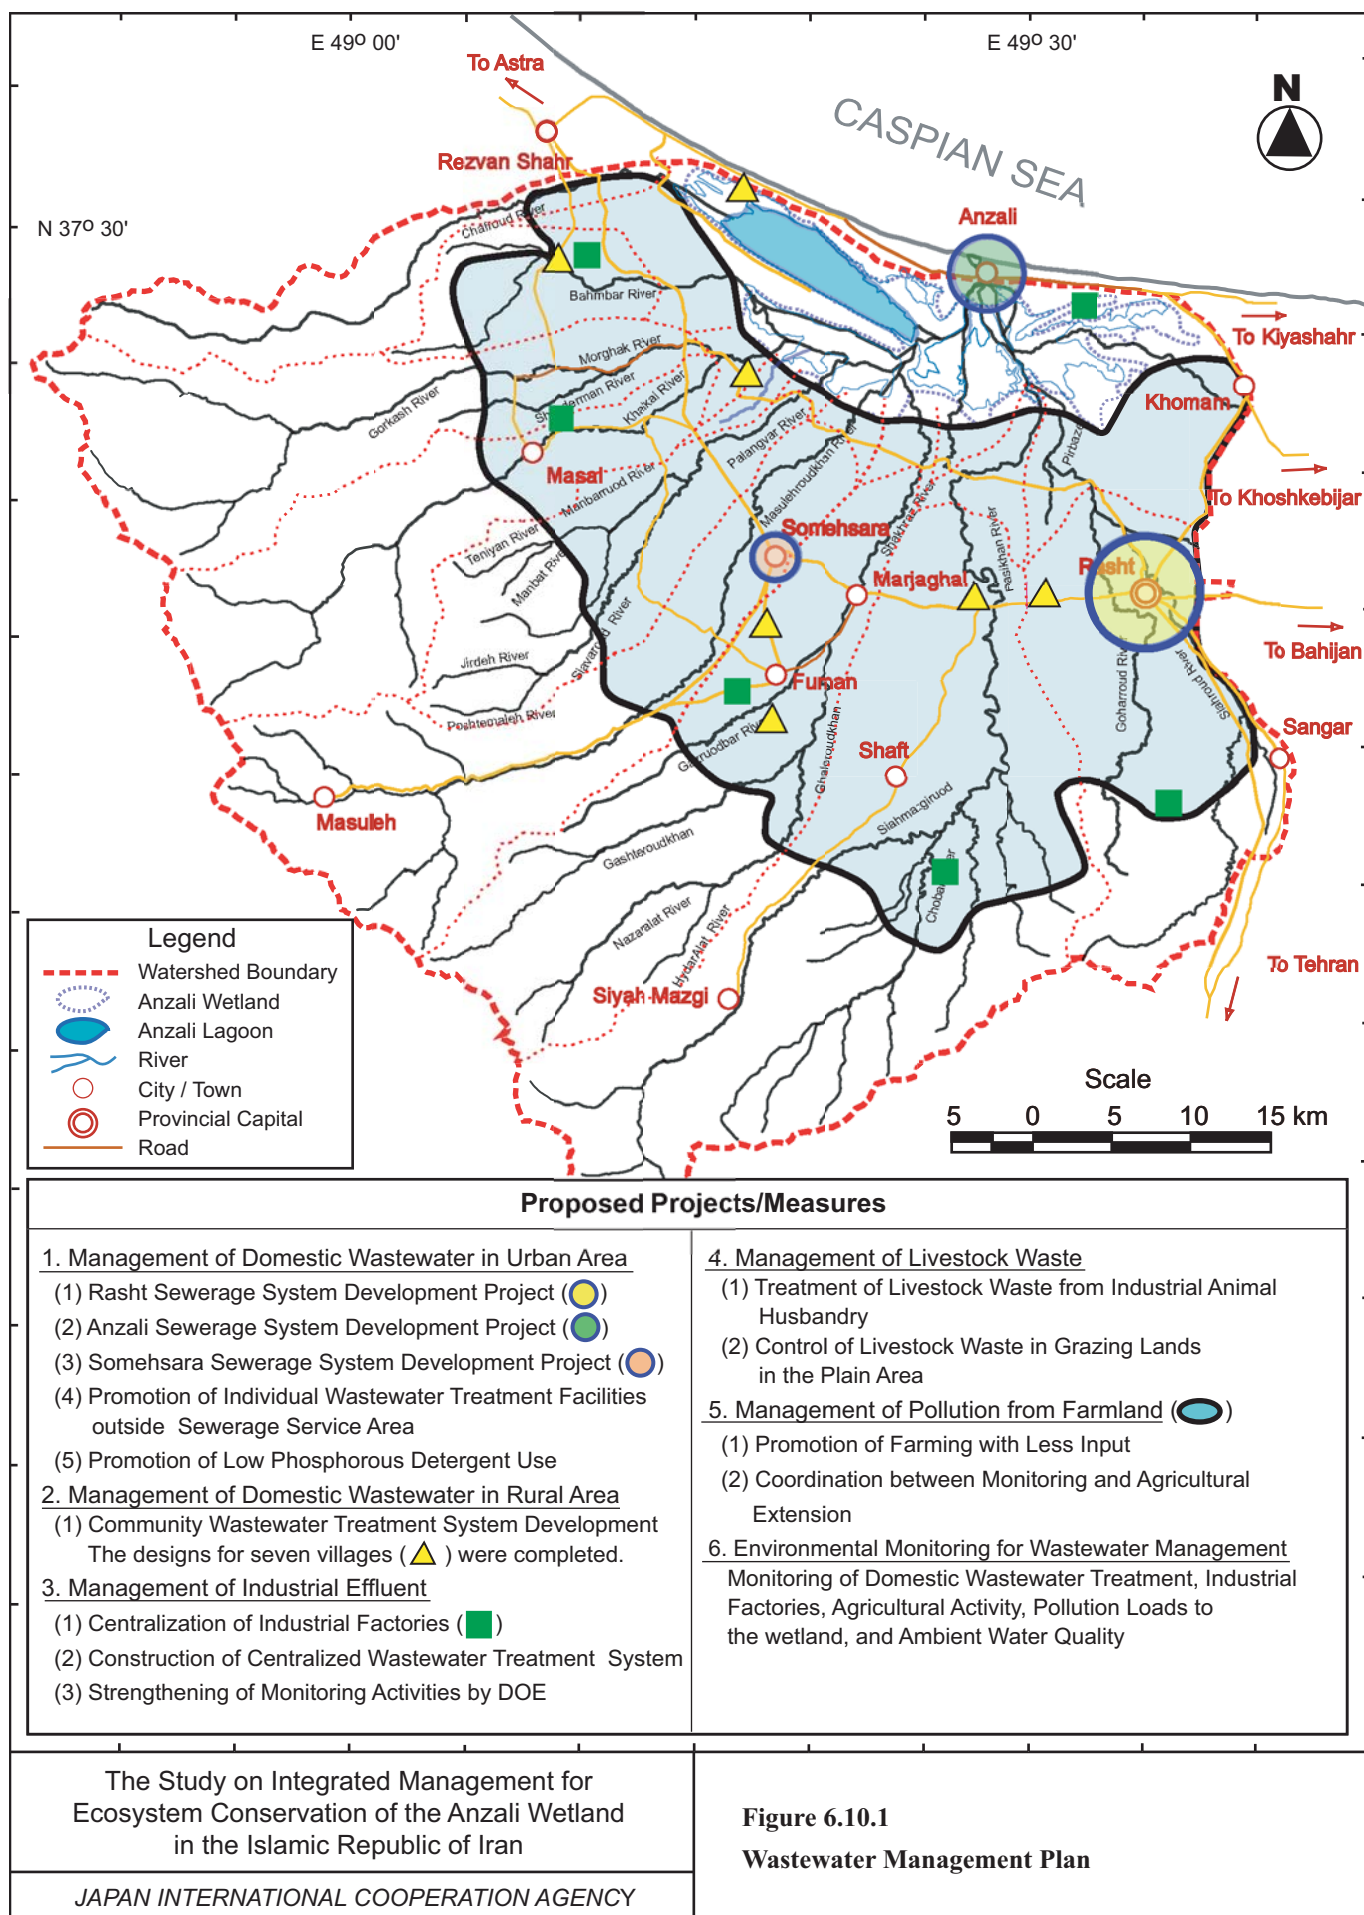 E 49º 00'
E 49º 30'
To Astra
N
CASPIAN SEA
Rezvan Shahr
Anzali
N 37º 30'
Chafroud River
Bahmbar River
To Kiyashahr
Morghak River
Khomam
Gorkash River
Khalkai River
Palangvar River
Masulehroudkhan River
Masal
Manbarruod River
To Khoshkebijar
Somehsara
Shakhraz River
Pasikhan River
Teniyan River
Manbat River
Marjaghal
Rasht
Siavaroud River
Jirdeh River
To Bahijan
Fuman
Goharroud River
Siahroud River
Poshtemaleh River
Sangar
Shaft
Masuleh
Siahma-giruod
Gashteroudkhan
Nazaralat River
HydarAlat River
To Tehran
Siyah Mazgi
Legend
Watershed Boundary
Anzali Wetland
Anzali Lagoon
River
City / Town
Provincial Capital
Road
Scale
5 0 5 10 15 km
Proposed Projects/Measures
1. Management of Domestic Wastewater in Urban Area
(1) Rasht Sewerage System Development Project ( )
(2) Anzali Sewerage System Development Project ( )
(3) Somehsara Sewerage System Development Project ( )
(4) Promotion of Individual Wastewater Treatment Facilities
outside Sewerage Service Area
(5) Promotion of Low Phosphorous Detergent Use
2. Management of Domestic Wastewater in Rural Area
(1) Community Wastewater Treatment System Development
The designs for seven villages ( ) were completed.
3. Management of Industrial Effluent
(1) Centralization of Industrial Factories ( )
(2) Construction of Centralized Wastewater Treatment System
(3) Strengthening of Monitoring Activities by DOE
4. Management of Livestock Waste
(1) Treatment of Livestock Waste from Industrial Animal
Husbandry
(2) Control of Livestock Waste in Grazing Lands
in the Plain Area
5. Management of Pollution from Farmland ( )
(1) Promotion of Farming with Less Input
(2) Coordination between Monitoring and Agricultural
Extension
6. Environmental Monitoring for Wastewater Management
Monitoring of Domestic Wastewater Treatment, Industrial
Factories, Agricultural Activity, Pollution Loads to
the wetland, and Ambient Water Quality
The Study on Integrated Management for
Ecosystem Conservation of the Anzali Wetland
in the Islamic Republic of Iran
JAPAN INTERNATIONAL COOPERATION AGENCY
Figure 6.10.1
Wastewater Management Plan